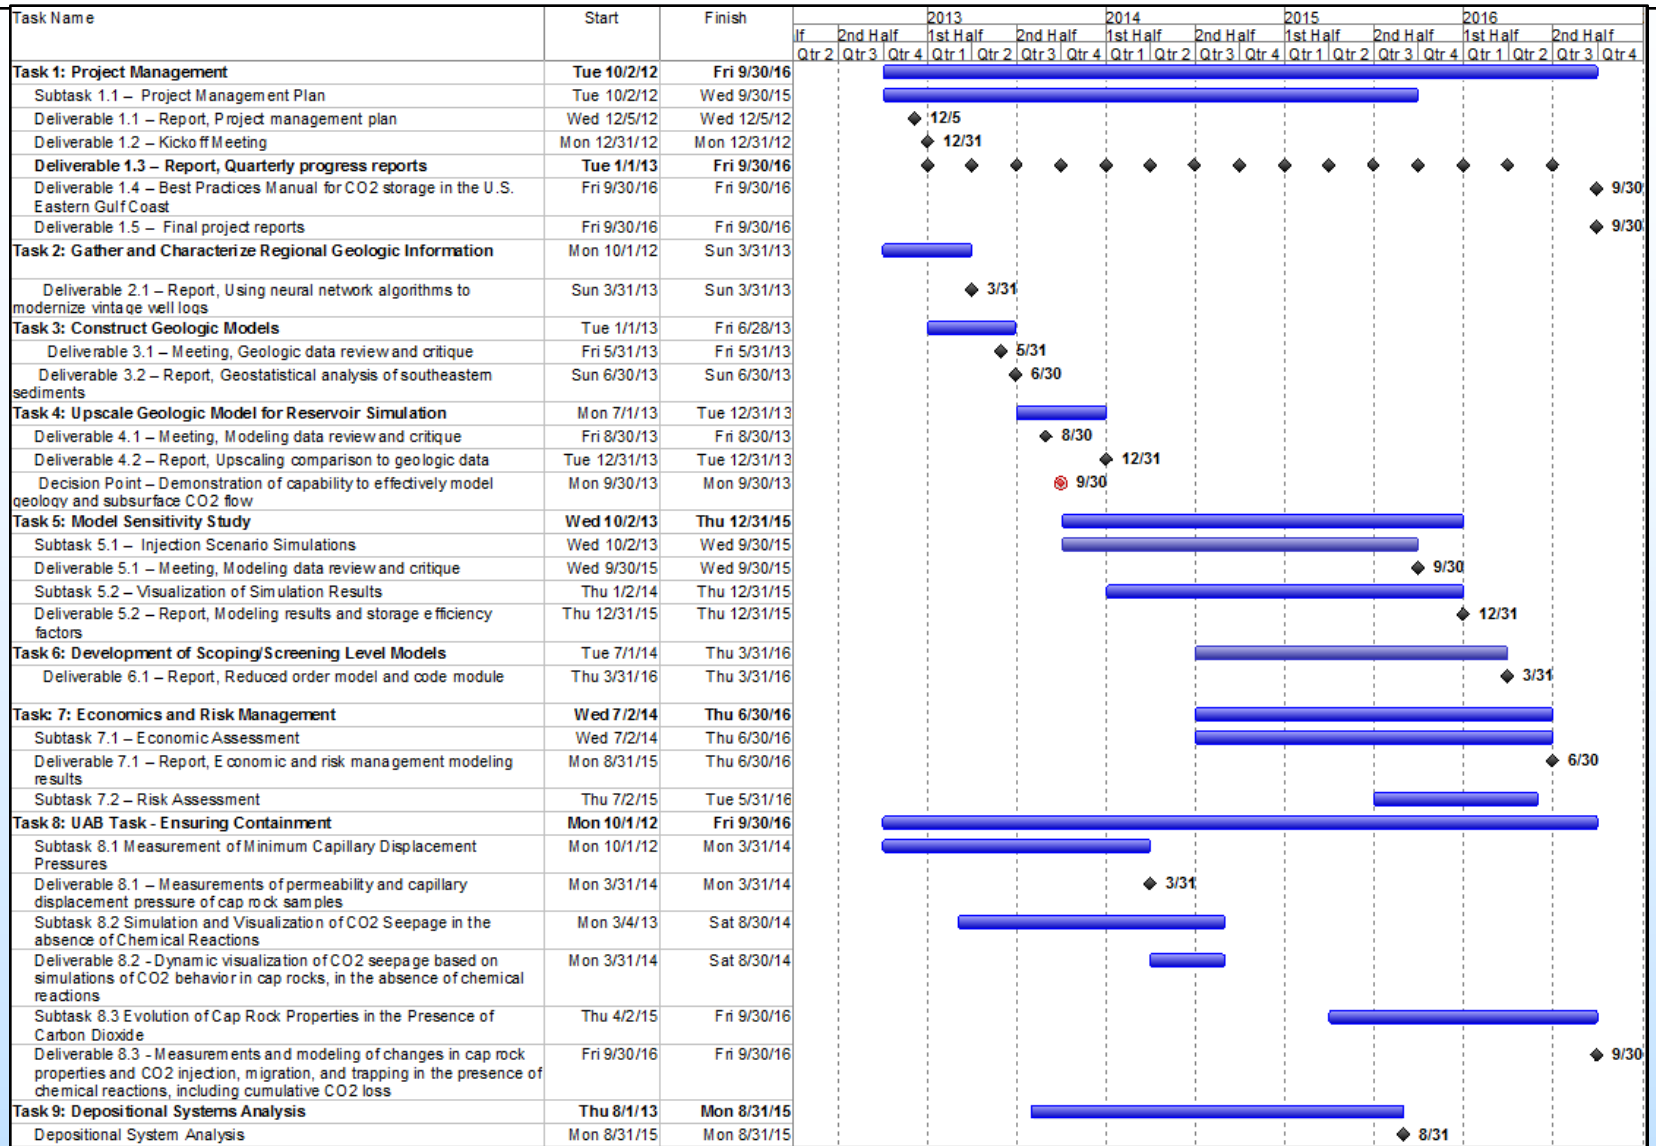 Task Name Start Finish 2013 2014 2015 2016
lf 2nd Half 1st Half 2nd Half 1st Half 2nd Half 1st Half 2nd Half 1st Half 2nd Half
Qtr 2 Qtr 3 Qtr 4 Qtr 1 Qtr 2 Qtr 3 Qtr 4 Qtr 1 Qtr 2 Qtr 3 Qtr 4 Qtr 1 Qtr 2 Qtr 3 Qtr 4 Qtr 1 Qtr 2 Qtr 3 Qtr 4
Task 1: Project Management Tue 10/2/12 Fri 9/30/16
Subtask 1.1 – Project Management Plan Tue 10/2/12 Wed 9/30/15
Deliverable 1.1 – Report, Project management plan Wed 12/5/12 Wed 12/5/12 12/5
Deliverable 1.2 – Kickoff Meeting Mon 12/31/12 Mon 12/31/12 12/31
Deliverable 1.3 – Report, Quarterly progress reports Tue 1/1/13 Fri 9/30/16
Deliverable 1.4 – Best Practices Manual for CO2 storage in the U.S. Fri 9/30/16 Fri 9/30/16 9/30
Eastern Gulf Coast
Deliverable 1.5 – Final project reports Fri 9/30/16 Fri 9/30/16 9/30
Task 2: Gather and Characterize Regional Geologic Information Mon 10/1/12 Sun 3/31/13
Deliverable 2.1 – Report, Using neural network algorithms to Sun 3/31/13 Sun 3/31/13 3/31
modernize vintage well logs
Task 3: Construct Geologic Models Tue 1/1/13 Fri 6/28/13
Deliverable 3.1 – Meeting, Geologic data review and critique Fri 5/31/13 Fri 5/31/13 5/31
Deliverable 3.2 – Report, Geostatistical analysis of southeastern Sun 6/30/13 Sun 6/30/13 6/30
sediments
Task 4: Upscale Geologic Model for Reservoir Simulation Mon 7/1/13 Tue 12/31/13
Deliverable 4.1 – Meeting, Modeling data review and critique Fri 8/30/13 Fri 8/30/13 8/30
Deliverable 4.2 – Report, Upscaling comparison to geologic data Tue 12/31/13 Tue 12/31/13 12/31
Decision Point – Demonstration of capability to effectively model Mon 9/30/13 Mon 9/30/13 9/30
geology and subsurface CO2 flow
Task 5: Model Sensitivity Study Wed 10/2/13 Thu 12/31/15
Subtask 5.1 – Injection Scenario Simulations Wed 10/2/13 Wed 9/30/15
Deliverable 5.1 – Meeting, Modeling data review and critique Wed 9/30/15 Wed 9/30/15 9/30
Subtask 5.2 – Visualization of Simulation Results Thu 1/2/14 Thu 12/31/15
Deliverable 5.2 – Report, Modeling results and storage efficiency Thu 12/31/15 Thu 12/31/15 12/31
factors
Task 6: Development of Scoping/Screening Level Models Tue 7/1/14 Thu 3/31/16
Deliverable 6.1 – Report, Reduced order model and code module Thu 3/31/16 Thu 3/31/16 3/31
Task: 7: Economics and Risk Management Wed 7/2/14 Thu 6/30/16
Subtask 7.1 – Economic Assessment Wed 7/2/14 Thu 6/30/16
Deliverable 7.1 – Report, Economic and risk management modeling Mon 8/31/15 Thu 6/30/16 6/30
results
Subtask 7.2 – Risk Assessment Thu 7/2/15 Tue 5/31/16
Task 8: UAB Task - Ensuring Containment Mon 10/1/12 Fri 9/30/16
Subtask 8.1 Measurement of Minimum Capillary Displacement Mon 10/1/12 Mon 3/31/14
Pressures
Deliverable 8.1 – Measurements of permeability and capillary Mon 3/31/14 Mon 3/31/14 3/31
displacement pressure of cap rock samples
Subtask 8.2 Simulation and Visualization of CO2 Seepage in the Mon 3/4/13 Sat 8/30/14
absence of Chemical Reactions
Deliverable 8.2 - Dynamic visualization of CO2 seepage based on Mon 3/31/14 Sat 8/30/14
simulations of CO2 behavior in cap rocks, in the absence of chemical
reactions
Subtask 8.3 Evolution of Cap Rock Properties in the Presence of Thu 4/2/15 Fri 9/30/16
Carbon Dioxide
Deliverable 8.3 - Measurements and modeling of changes in cap rock Fri 9/30/16 Fri 9/30/16 9/30
properties and CO2 injection, migration, and trapping in the presence of
chemical reactions, including cumulative CO2 loss
Task 9: Depositional Systems Analysis Thu 8/1/13 Mon 8/31/15
Depositional System Analysis Mon 8/31/15 Mon 8/31/15 8/31